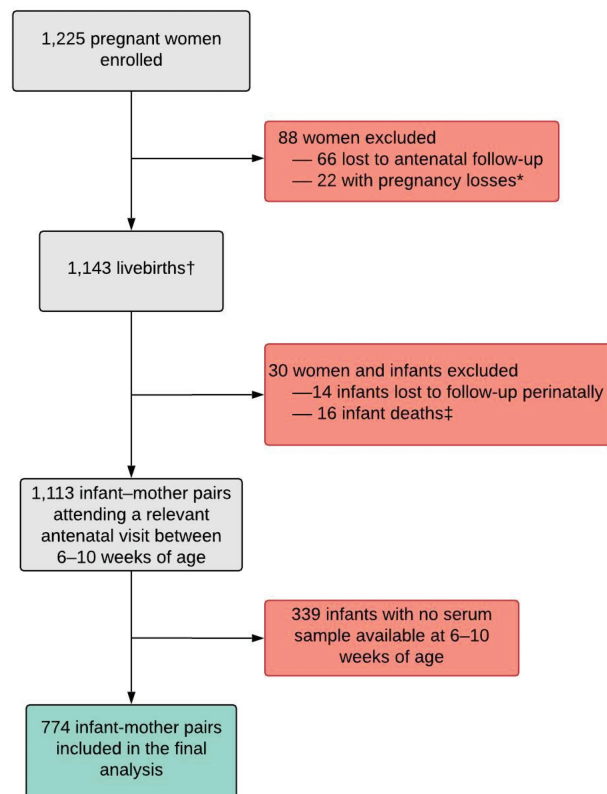 1,225 pregnant women
enrolled
88 women excluded
— 66 lost to antenatal follow-up
— 22 with pregnancy losses*
1,143 livebirths†
30 women and infants excluded
—14 infants lost to follow-up perinatally
— 16 infant deaths‡
1,113 infant–mother pairs
attending a relevant
antenatal visit between
6–10 weeks of age
339 infants with no serum
sample available at 6–10
weeks of age
774 infant-mother pairs
included in the final
analysis